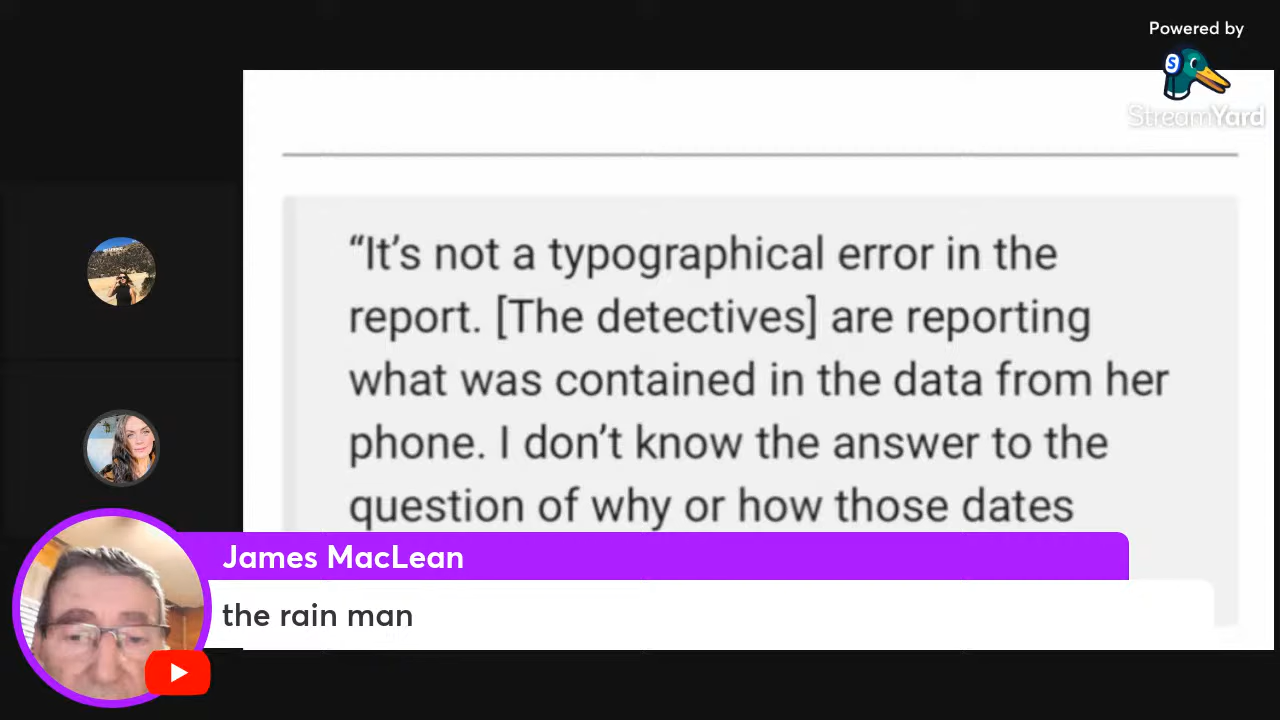 Powered by
StreamYard
“It’s not a typographical error in the
report. [The detectives] are reporting
what was contained in the data from her
phone. I don’t know the answer to the
question of why or how those dates
James MacLean
the rain man